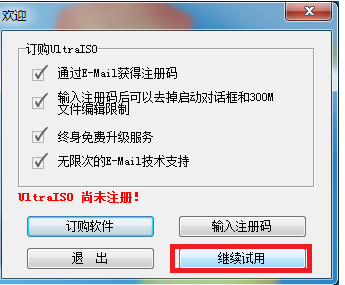 欢迎
订购UltraISO
通过E-Mail获得注册码
输入注册码后可以去掉启动对话框和300M
文件编辑限制
终身免费升级服务
无限次的E-Mail技术支持
UltraISO 尚未注册!
订购软件
输入注册码
退 出
继续试用